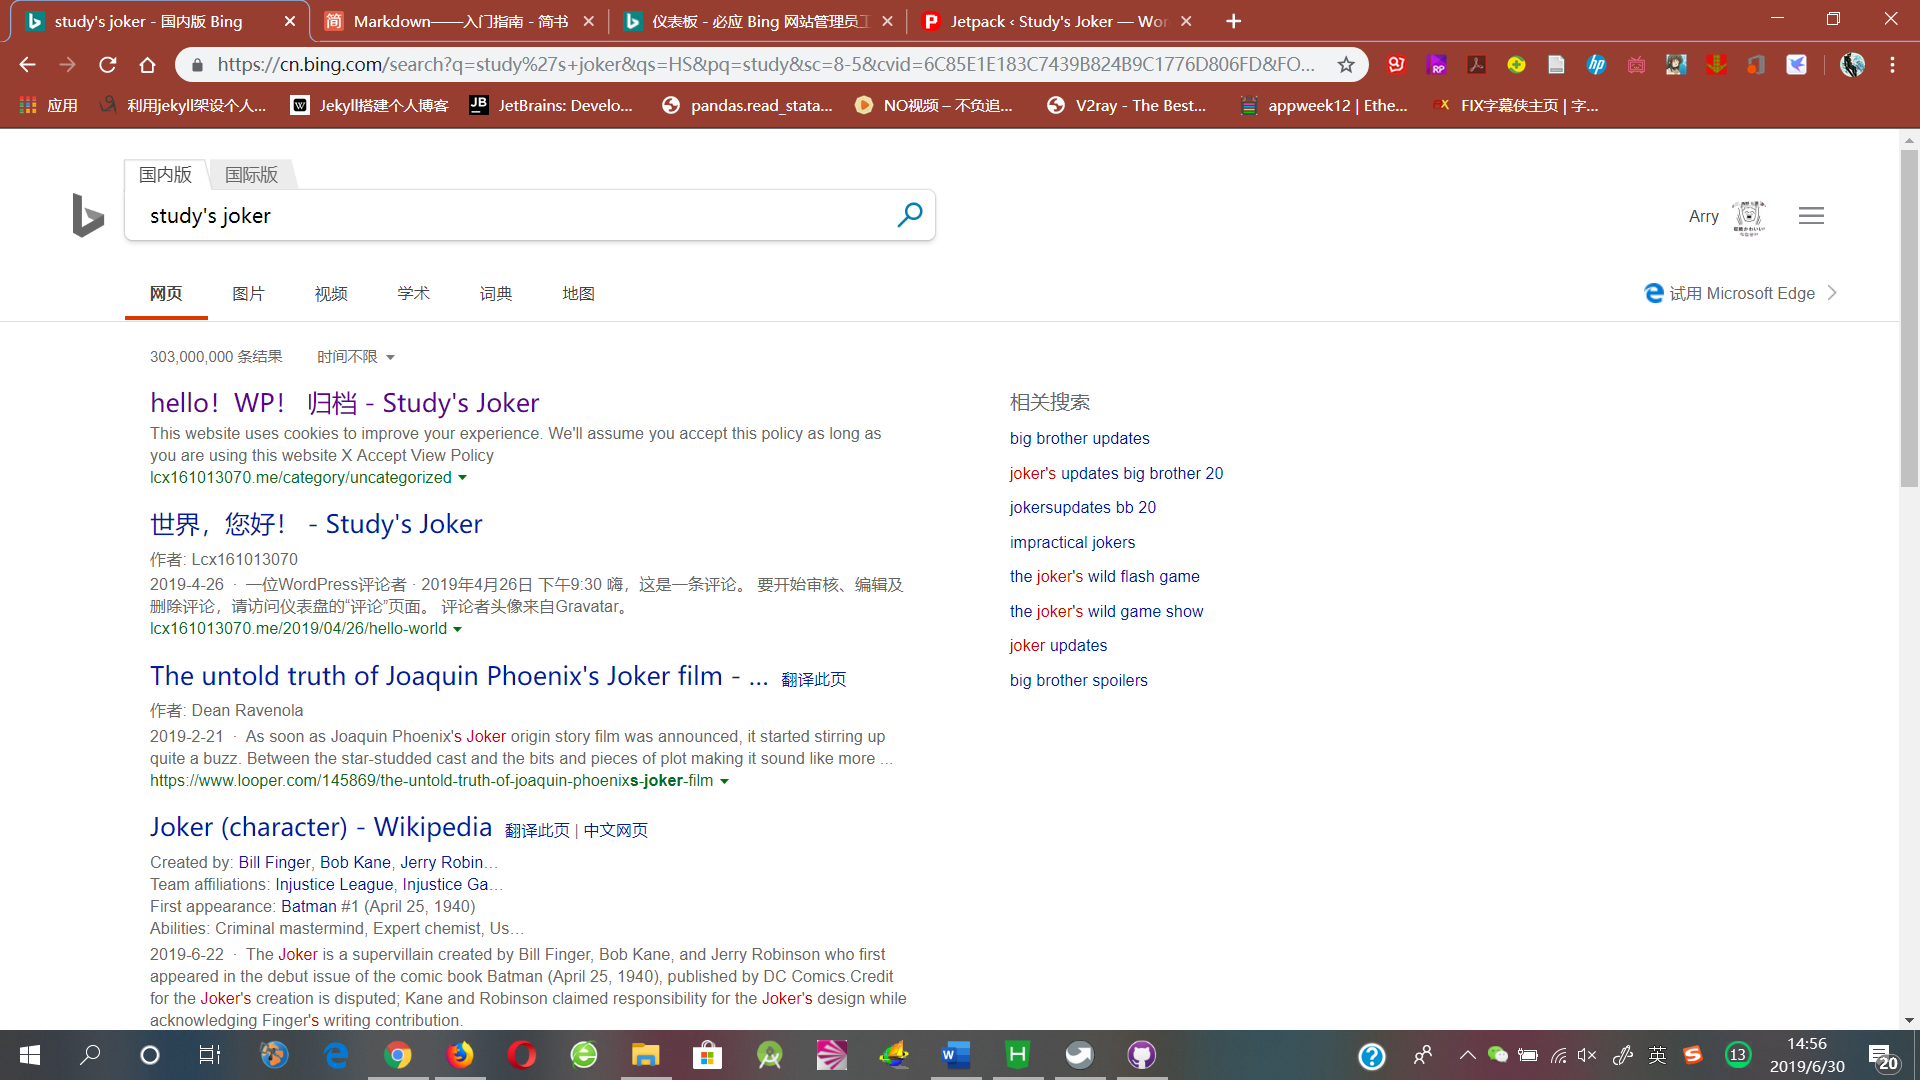 study's joker - 国内版 Bing
Markdown——入门指南 - 简书
仪表板 - 必应 Bing 网站管理员工
Jetpack ‹ Study's Joker — Wor
https://cn.bing.com/search?q=study%27s+joker&qs=HS&pq=study&sc=8-5&cvid=6C85E1E183C7439B824B9C1776D806FD&FO...
应用
利用jekyll架设个人...
Jekyll搭建个人博客
JetBrains: Develo...
pandas.read_stata...
NO视频 – 不负追...
V2ray - The Best...
appweek12 | Ethe...
FIX字幕侠主页 | 字...
国内版
国际版
study's joker
Arry
网页
图片
视频
学术
词典
地图
试用 Microsoft Edge
303,000,000 条结果
时间不限
hello！WP！ 归档 - Study's Joker
This website uses cookies to improve your experience. We'll assume you accept this policy as long as
you are using this website X Accept View Policy
lcx161013070.me/category/uncategorized
世界，您好！ - Study's Joker
作者: Lcx161013070
2019-4-26 · 一位WordPress评论者 · 2019年4月26日 下午9:30 嗨，这是一条评论。 要开始审核、编辑及
删除评论，请访问仪表盘的“评论”页面。 评论者头像来自Gravatar。
lcx161013070.me/2019/04/26/hello-world
The untold truth of Joaquin Phoenix's Joker film - ... 翻译此页
作者: Dean Ravenola
2019-2-21 · As soon as Joaquin Phoenix's Joker origin story film was announced, it started stirring up
quite a buzz. Between the star-studded cast and the bits and pieces of plot making it sound like more ...
https://www.looper.com/145869/the-untold-truth-of-joaquin-phoenixs-joker-film
Joker (character) - Wikipedia 翻译此页 | 中文网页
Created by: Bill Finger, Bob Kane, Jerry Robin...
Team affiliations: Injustice League, Injustice Ga...
First appearance: Batman #1 (April 25, 1940)
Abilities: Criminal mastermind, Expert chemist, Us...
2019-6-22 · The Joker is a supervillain created by Bill Finger, Bob Kane, and Jerry Robinson who first
appeared in the debut issue of the comic book Batman (April 25, 1940), published by DC Comics.Credit
for the Joker's creation is disputed; Kane and Robinson claimed responsibility for the Joker's design while
acknowledging Finger's writing contribution.
相关搜索
big brother updates
joker's updates big brother 20
jokersupdates bb 20
impractical jokers
the joker's wild flash game
the joker's wild game show
joker updates
big brother spoilers
英
13
14:56
2019/6/30
20